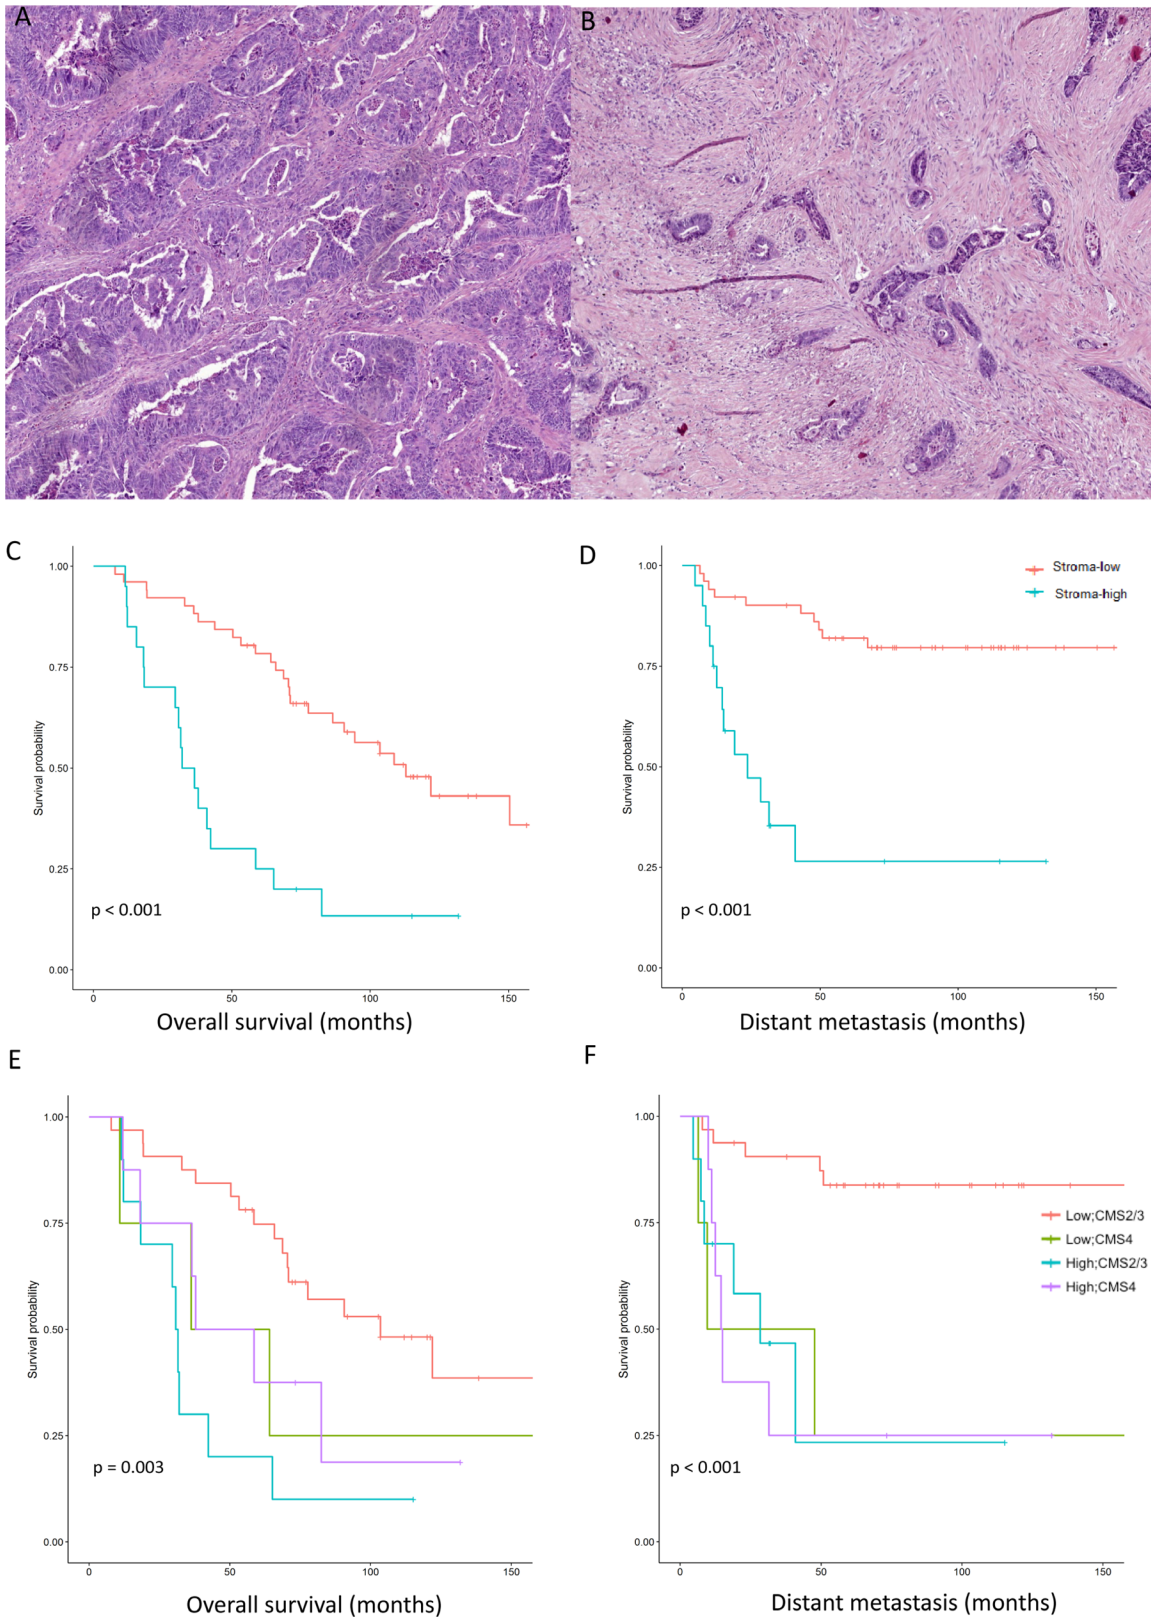 A
B
C
1.00
0.75
0.50
0.25
0.00
Survival probability
p < 0.001
0
50
100
150
Overall survival (months)
D
1.00
0.75
0.50
0.25
0.00
Survival probability
Stroma-low
Stroma-high
p < 0.001
0
50
100
150
Distant metastasis (months)
E
1.00
0.75
0.50
0.25
0.00
Survival probability
p = 0.003
0
50
100
150
Overall survival (months)
F
1.00
0.75
0.50
0.25
0.00
Survival probability
Low;CMS2/3
Low;CMS4
High;CMS2/3
High;CMS4
p < 0.001
0
50
100
150
Distant metastasis (months)